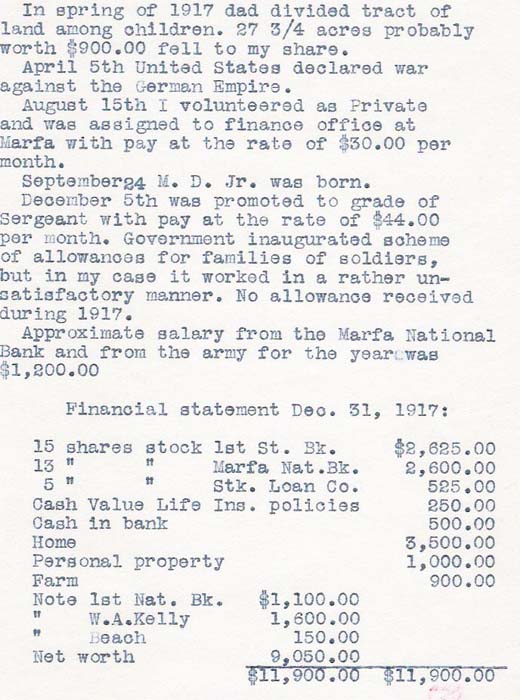 In spring of 1917 dad divided tract of
land among children. 27 3/4 acres probably
worth $900.00 fell to my share.
April 5th United States declared war
against the German Empire.
August 15th I volunteered as Private
and was assigned to finance office at
Marfa with pay at the rate of $30.00 per
month.
September24 M. D. Jr. was born.
December 5th was promoted to grade of
Sergeant with pay at the rate of $44.00
per month. Government inaugurated scheme
of allowances for families of soldiers,
but in my case it worked in a rather un-
satisfactory manner. No allowance received
during 1917.
Approximate salary from the Marfa National
Bank and from the army for the year was
$1,200.00
Financial statement Dec. 31, 1917:
15 shares stock 1st St. Bk. $2,625.00
13 " " Marfa Nat.Bk. 2,600.00
5 " " Stk. Loan Co. 525.00
Cash Value Life Ins. policies 250.00
Cash in bank 500.00
Home 3,500.00
Personal property 1,000.00
Farm 900.00
Note 1st Nat. Bk. $1,100.00
" W.A.Kelly 1,600.00
" Beach 150.00
Net worth 9,050.00
$11,900.00 $11,900.00